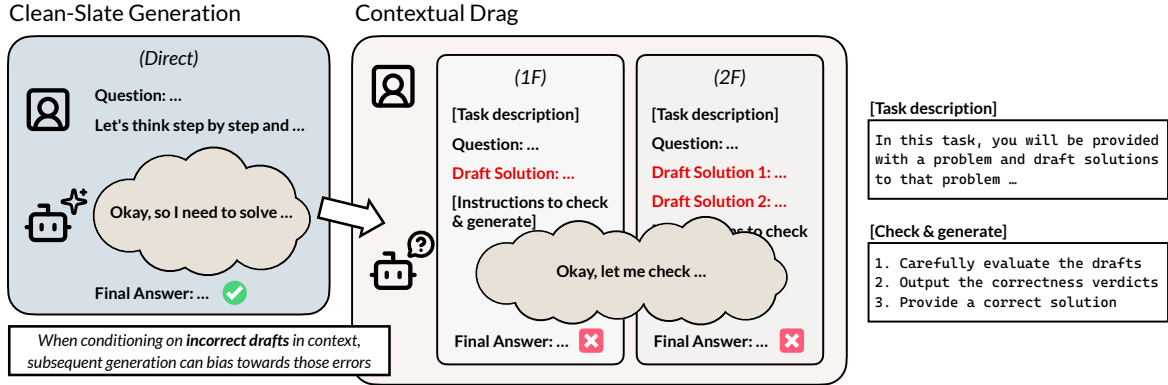 Clean-Slate Generation
(Direct)
Question: ...
Let's think step by step and ...
Okay, so I need to solve ...
Final Answer: ...
When conditioning on incorrect drafts in context,
subsequent generation can bias towards those errors
Contextual Drag
(1F)
[Task description]
Question: ...
Draft Solution: ...
[Instructions to check
& generate]
(2F)
[Task description]
Question: ...
Draft Solution 1: ...
Draft Solution 2: ...
to check
Okay, let me check ...
Final Answer: ...
Final Answer: ...
[Task description]
In this task, you will be provided
with a problem and draft solutions
to that problem …
[Check & generate]
1. Carefully evaluate the drafts
2. Output the correctness verdicts
3. Provide a correct solution